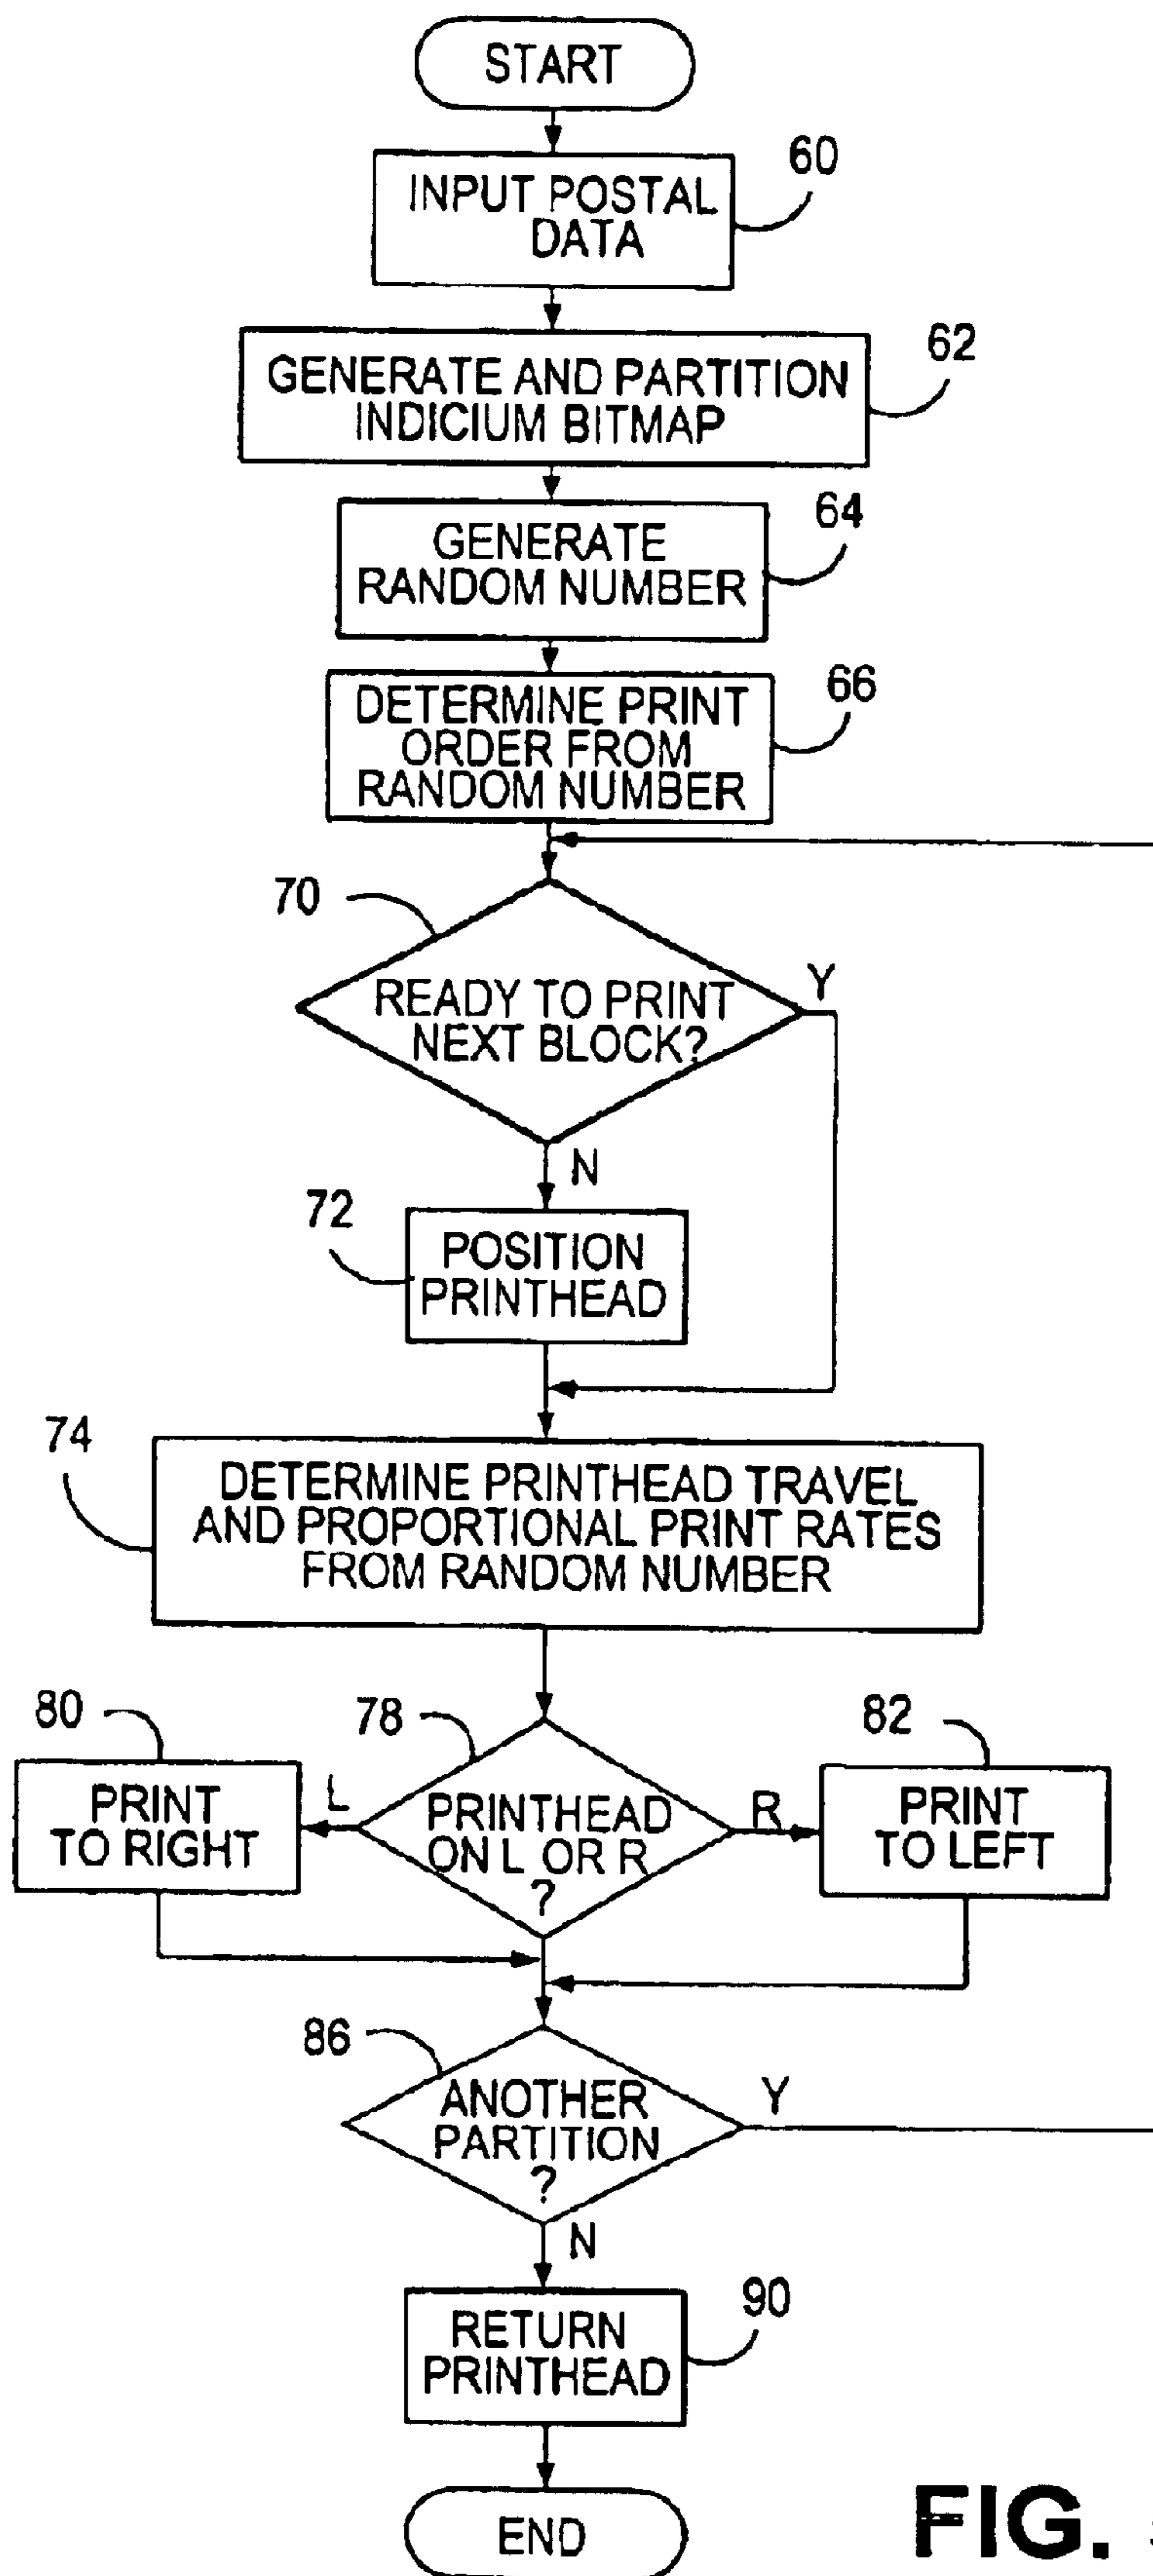 START
60
INPUT POSTAL
DATA
62
GENERATE AND PARTITION
INDICIUM BITMAP
64
GENERATE
RANDOM NUMBER
66
DETERMINE PRINT
ORDER FROM
RANDOM NUMBER
70
READY TO PRINT
NEXT BLOCK?
Y
N
72
POSITION
PRINTHEAD
74
DETERMINE PRINTHEAD TRAVEL
AND PROPORTIONAL PRINT RATES
FROM RANDOM NUMBER
80
78
82
PRINT
TO RIGHT
L
PRINTHEAD
ON L OR R
?
R
PRINT
TO LEFT
86
ANOTHER
PARTITION
?
Y
N
90
RETURN
PRINTHEAD
END
FIG.